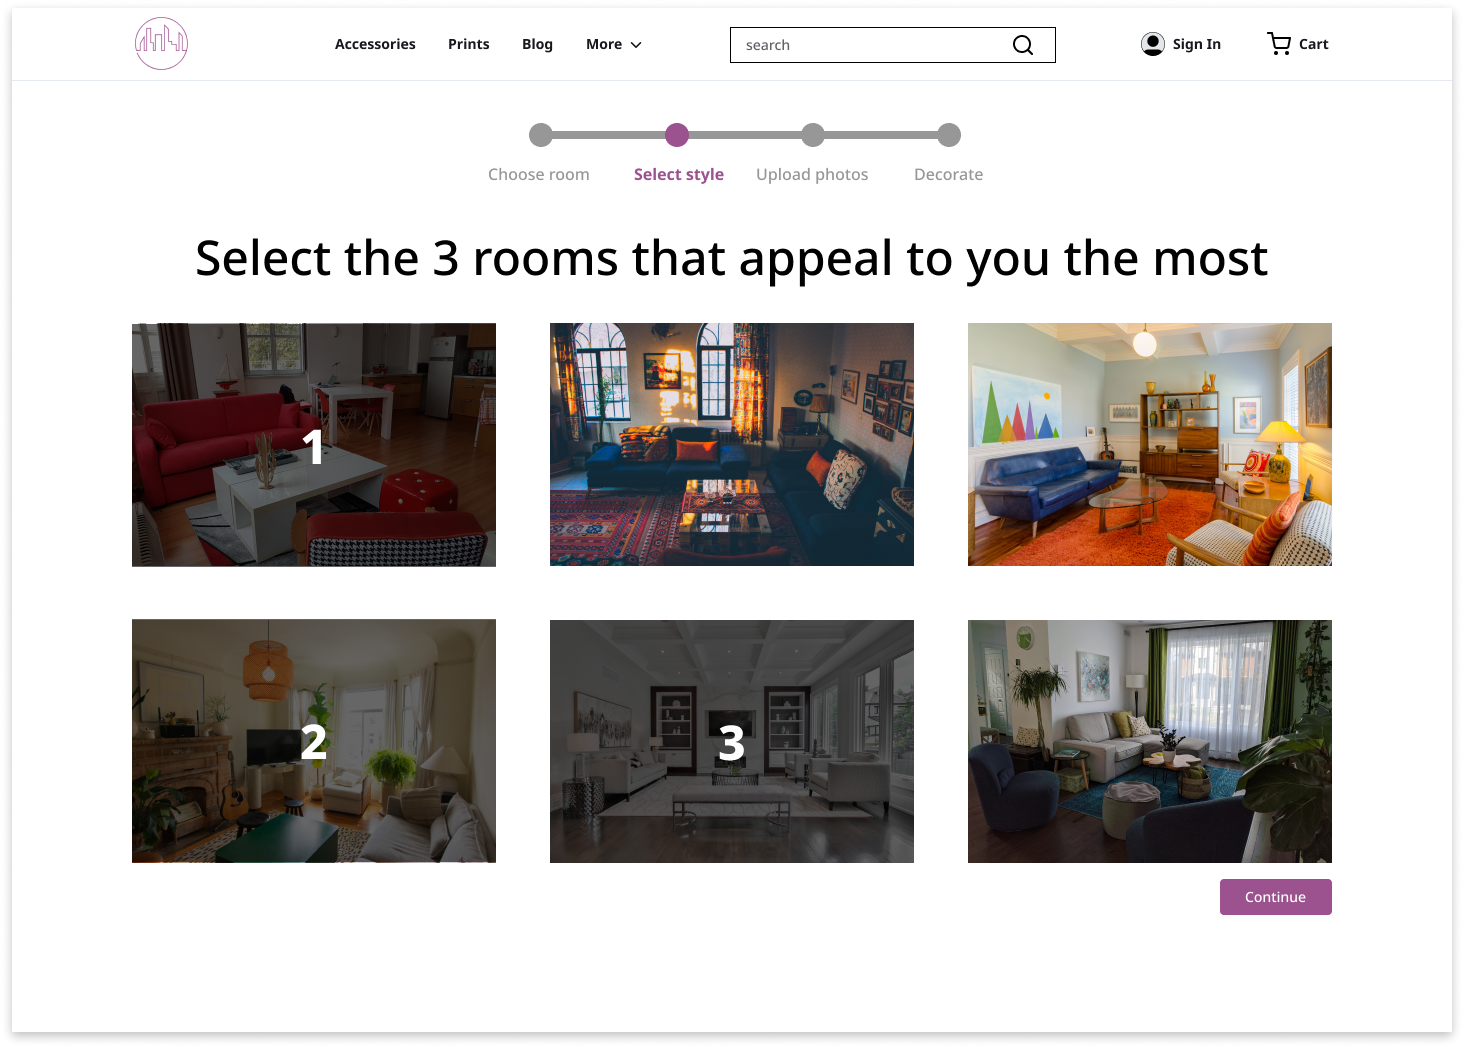 Accessories Prints Blog More search Sign In Cart
Choose room Select style Upload photos Decorate
Select the 3 rooms that appeal to you the most
1
2 3
Continue